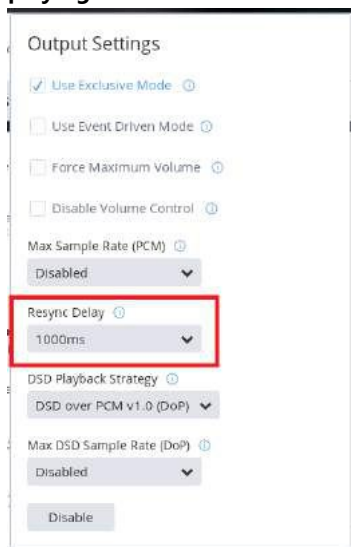 Output Settings
Use Exclusive Mode
Use Event Driven Mode
Force Maximum Volume
Disable Volume Control
Max Sample Rate (PCM)
Disabled
Resync Delay
1000ms
DSD Playback Strategy
DSD over PCM v1.0 (DoP)
Max DSD Sample Rate (DoP)
Disabled
Disable